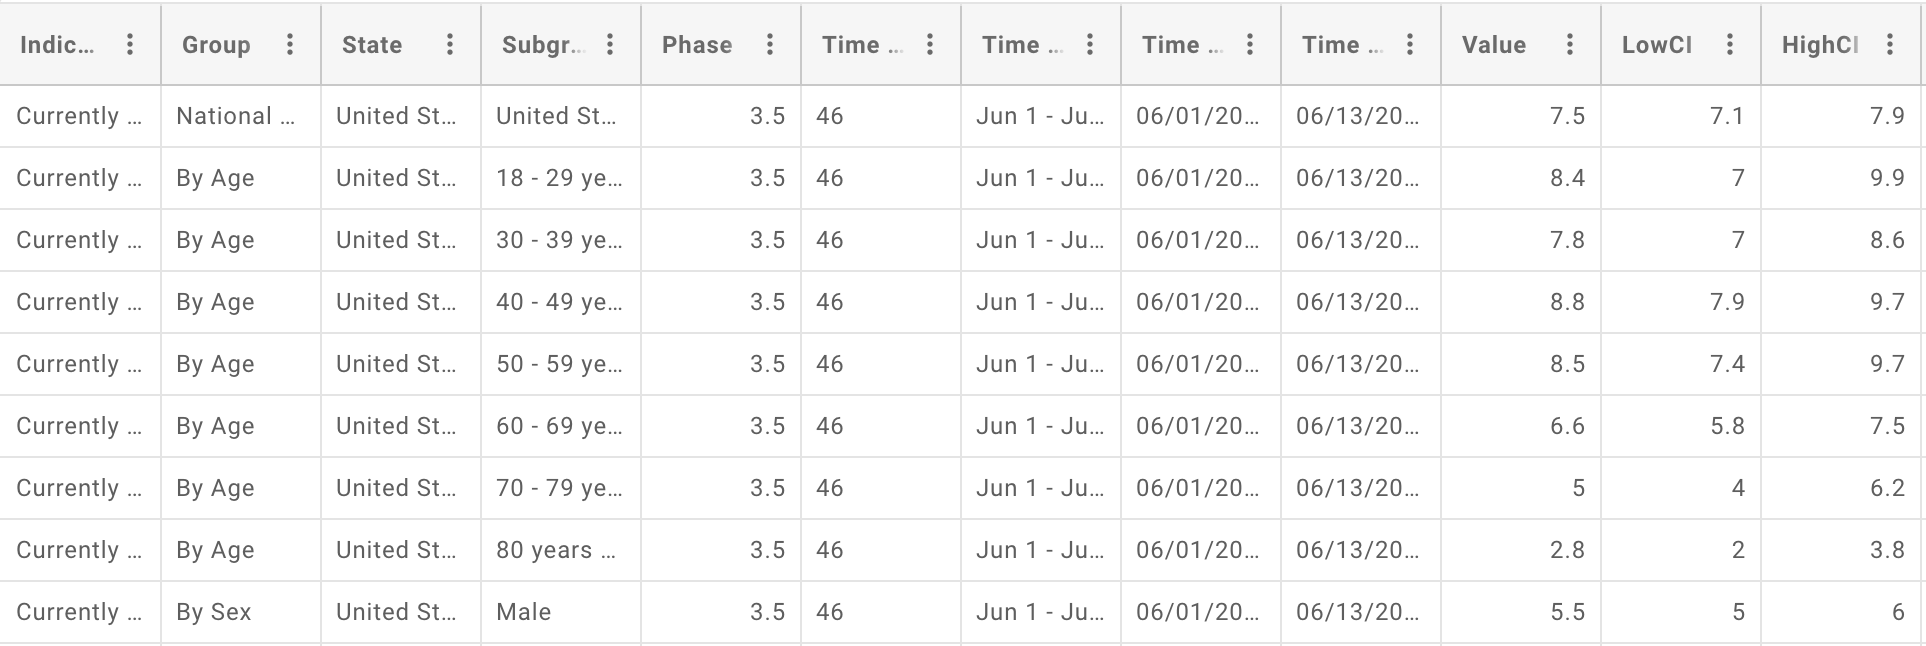 Indic... Group State Subgr... Phase Time ... Time ... Time ... Time ... Value LowCI HighCI
Currently ... National ... United St... United St... 3.5 46 Jun 1 - Ju... 06/01/20... 06/13/20... 7.5 7.1 7.9
Currently ... By Age United St... 18 - 29 ye... 3.5 46 Jun 1 - Ju... 06/01/20... 06/13/20... 8.4 7 9.9
Currently ... By Age United St... 30 - 39 ye... 3.5 46 Jun 1 - Ju... 06/01/20... 06/13/20... 7.8 7 8.6
Currently ... By Age United St... 40 - 49 ye... 3.5 46 Jun 1 - Ju... 06/01/20... 06/13/20... 8.8 7.9 9.7
Currently ... By Age United St... 50 - 59 ye... 3.5 46 Jun 1 - Ju... 06/01/20... 06/13/20... 8.5 7.4 9.7
Currently ... By Age United St... 60 - 69 ye... 3.5 46 Jun 1 - Ju... 06/01/20... 06/13/20... 6.6 5.8 7.5
Currently ... By Age United St... 70 - 79 ye... 3.5 46 Jun 1 - Ju... 06/01/20... 06/13/20... 5 4 6.2
Currently ... By Age United St... 80 years ... 3.5 46 Jun 1 - Ju... 06/01/20... 06/13/20... 2.8 2 3.8
Currently ... By Sex United St... Male 3.5 46 Jun 1 - Ju... 06/01/20... 06/13/20... 5.5 5 6